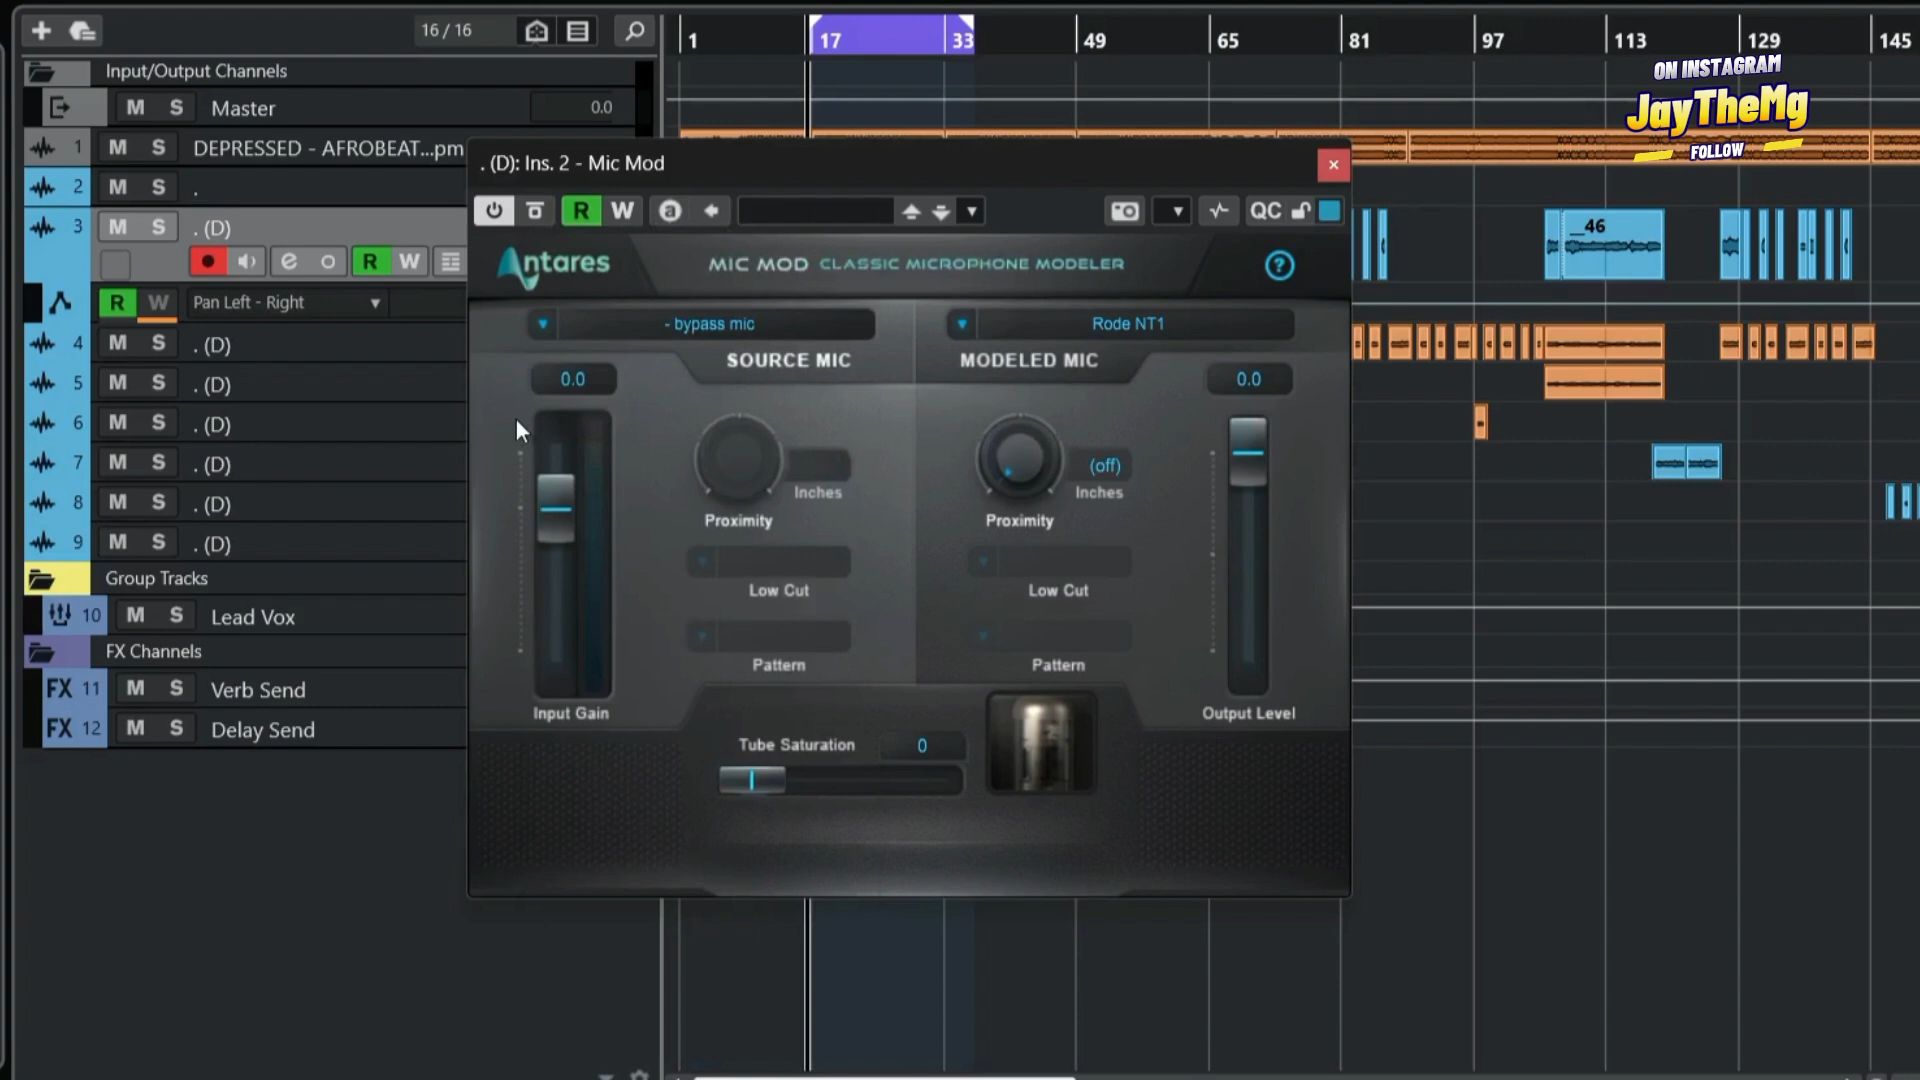 16 / 16
1 17 33 49 65 81 97 113 129 145
Input/Output Channels
M S Master 0.0
1 M S DEPRESSED - AFROBEAT...pm
2 M S .
3 M S . (D)
e R W
R W Pan Left - Right
4 M S . (D)
5 M S . (D)
6 M S . (D)
7 M S . (D)
8 M S . (D)
9 M S . (D)
Group Tracks
10 M S Lead Vox
FX Channels
FX 11 M S Verb Send
FX 12 M S Delay Send
. (D): Ins. 2 - Mic Mod
R W a QC
Antares MIC MOD CLASSIC MICROPHONE MODELER ?
- bypass mic
Rode NT1
SOURCE MIC
MODELED MIC
0.0
0.0
Inches
Proximity
(off)
Inches
Proximity
Low Cut
Low Cut
Pattern
Pattern
Input Gain
Output Level
Tube Saturation 0
__46
ON INSTAGRAM
JayTheMg
FOLLOW